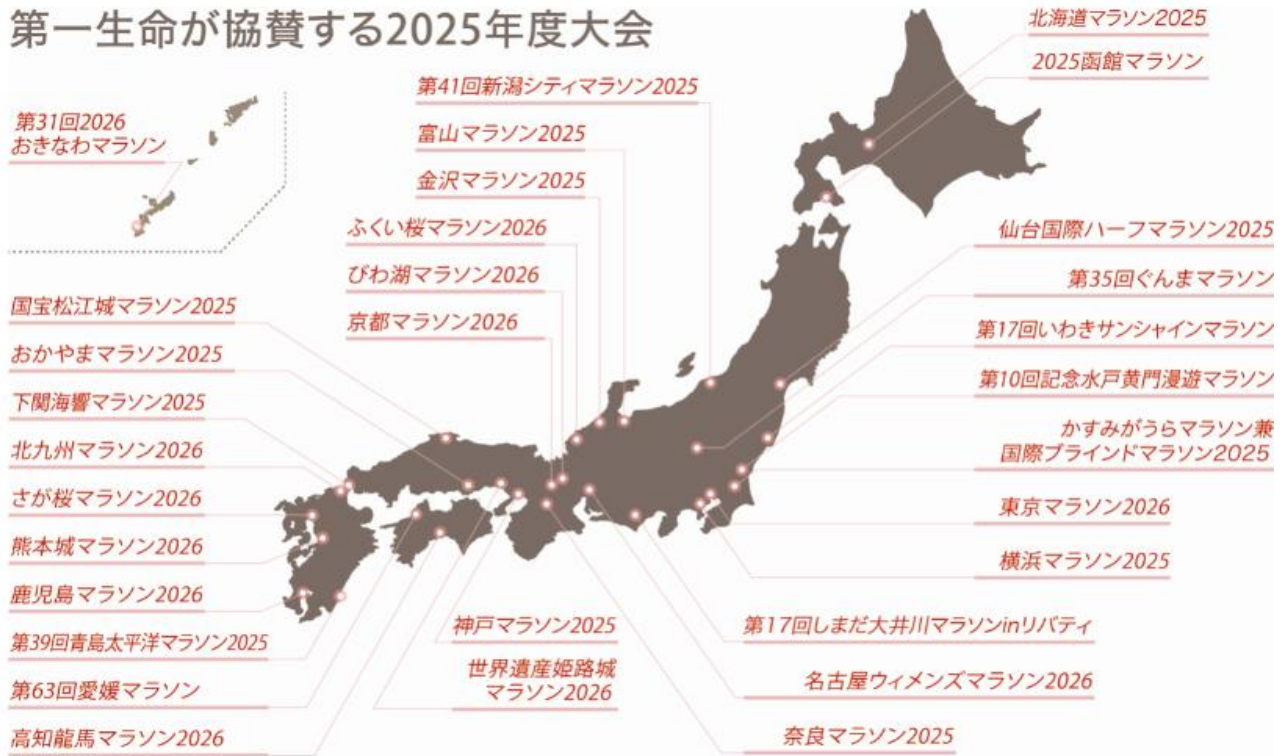 第一生命が協賛する2025年度大会
第31回2026
おきなわマラソン
第41回新潟シティマラソン2025
富山マラソン2025
金沢マラソン2025
ふくい桜マラソン2026
びわ湖マラソン2026
京都マラソン2026
国宝松江城マラソン2025
おかやまマラソン2025
下関海響マラソン2025
北九州マラソン2026
さが桜マラソン2026
熊本城マラソン2026
鹿児島マラソン2026
第39回青島太平洋マラソン2025
第63回愛媛マラソン
高知龍馬マラソン2026
神戸マラソン2025
世界遺産姫路城
マラソン2026
北海道マラソン2025
2025函館マラソン
仙台国際ハーフマラソン2025
第35回ぐんまマラソン
第17回いわきサンシャインマラソン
第10回記念水戸黄門漫遊マラソン
かすみがうらマラソン兼
国際ブラインドマラソン2025
東京マラソン2026
横浜マラソン2025
第17回しまだ大井川マラソンinリバティ
名古屋ウィメンズマラソン2026
奈良マラソン2025